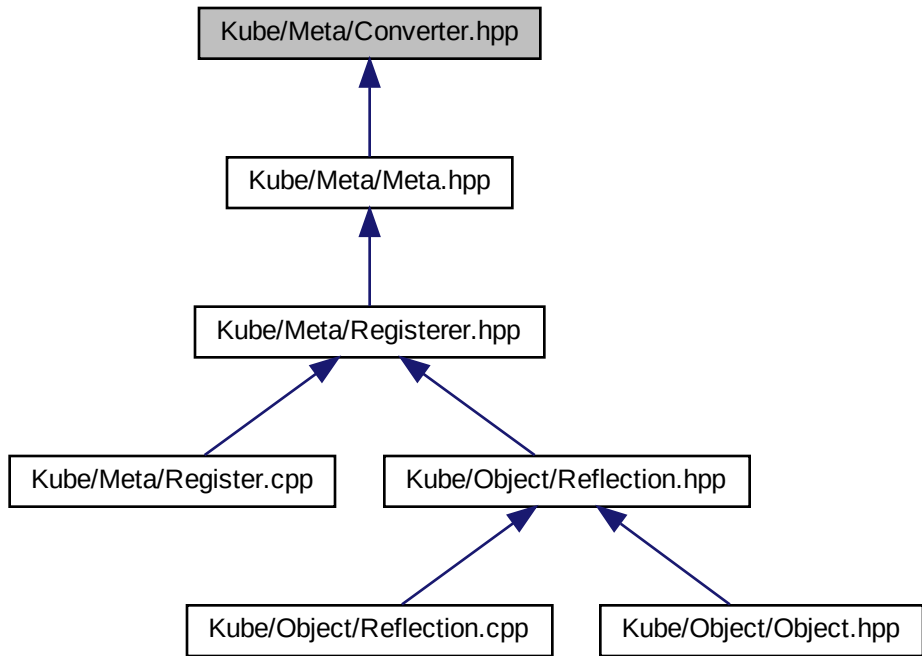 Kube/Meta/Converter.hpp
Kube/Meta/Meta.hpp
Kube/Meta/Registerer.hpp
Kube/Meta/Register.cpp
Kube/Object/Reflection.hpp
Kube/Object/Reflection.cpp
Kube/Object/Object.hpp